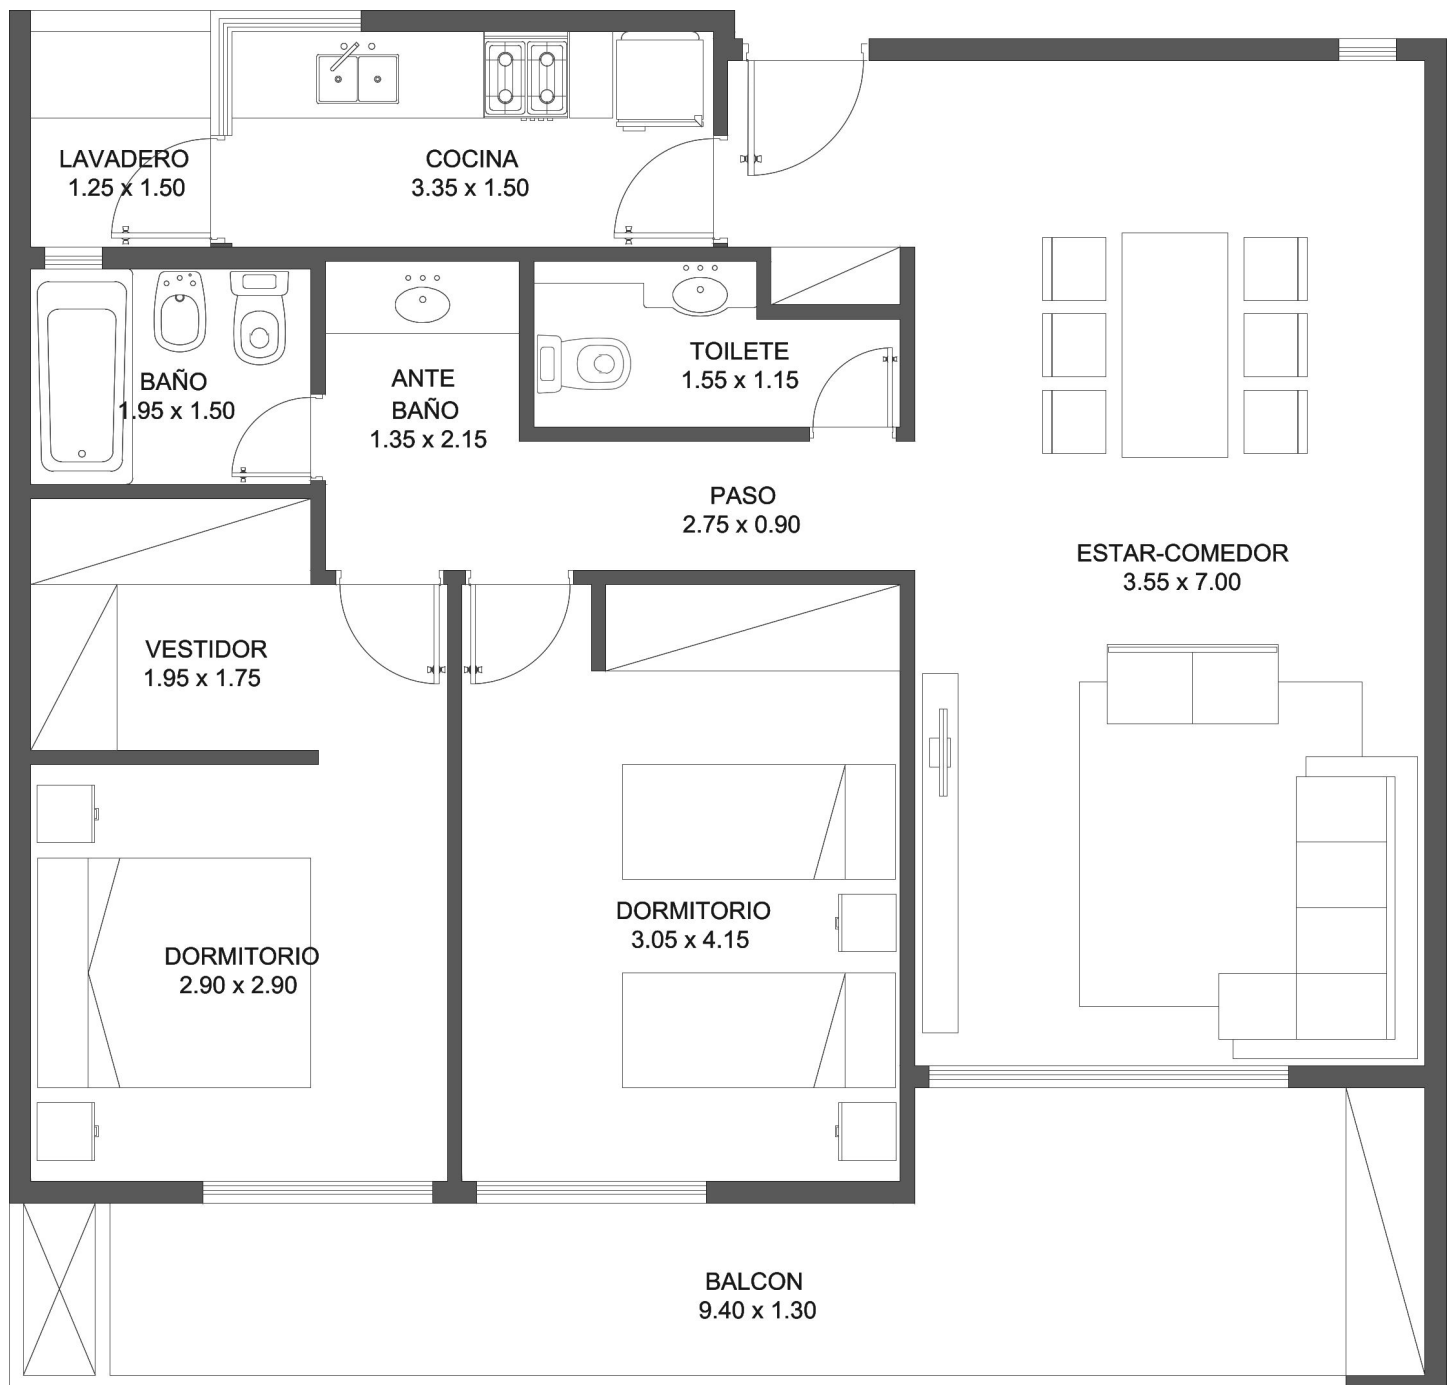 LAVADERO
1.25 x 1.50
COCINA
3.35 x 1.50
BAÑO
1.95 x 1.50
ANTE
BAÑO
1.35 x 2.15
TOILETE
1.55 x 1.15
PASO
2.75 x 0.90
ESTAR-COMEDOR
3.55 x 7.00
VESTIDOR
1.95 x 1.75
DORMITORIO
2.90 x 2.90
DORMITORIO
3.05 x 4.15
BALCON
9.40 x 1.30